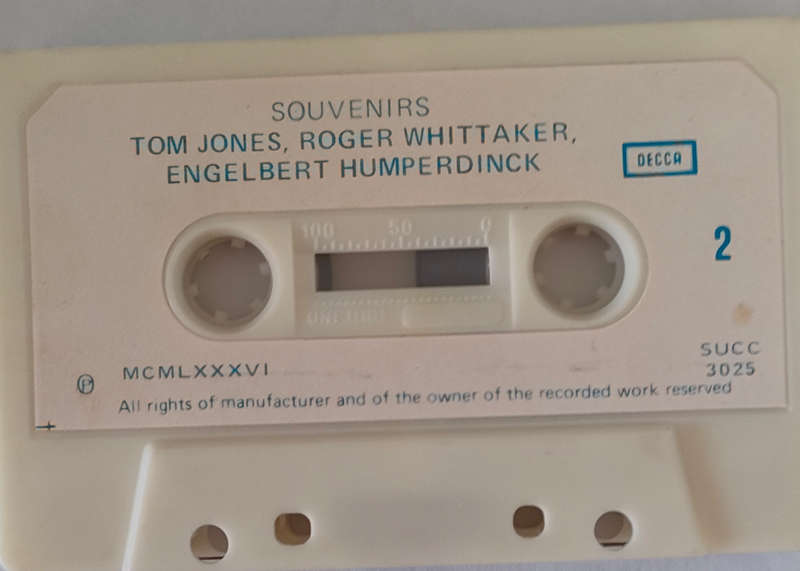 SOUVENIRS
TOM JONES, ROGER WHITTAKER,
ENGELBERT HUMPERDINCK
DECCA
100 50 0
2
SUCC
3025
Ⓟ MCMLXXXVI
All rights of manufacturer and of the owner of the recorded work reserved